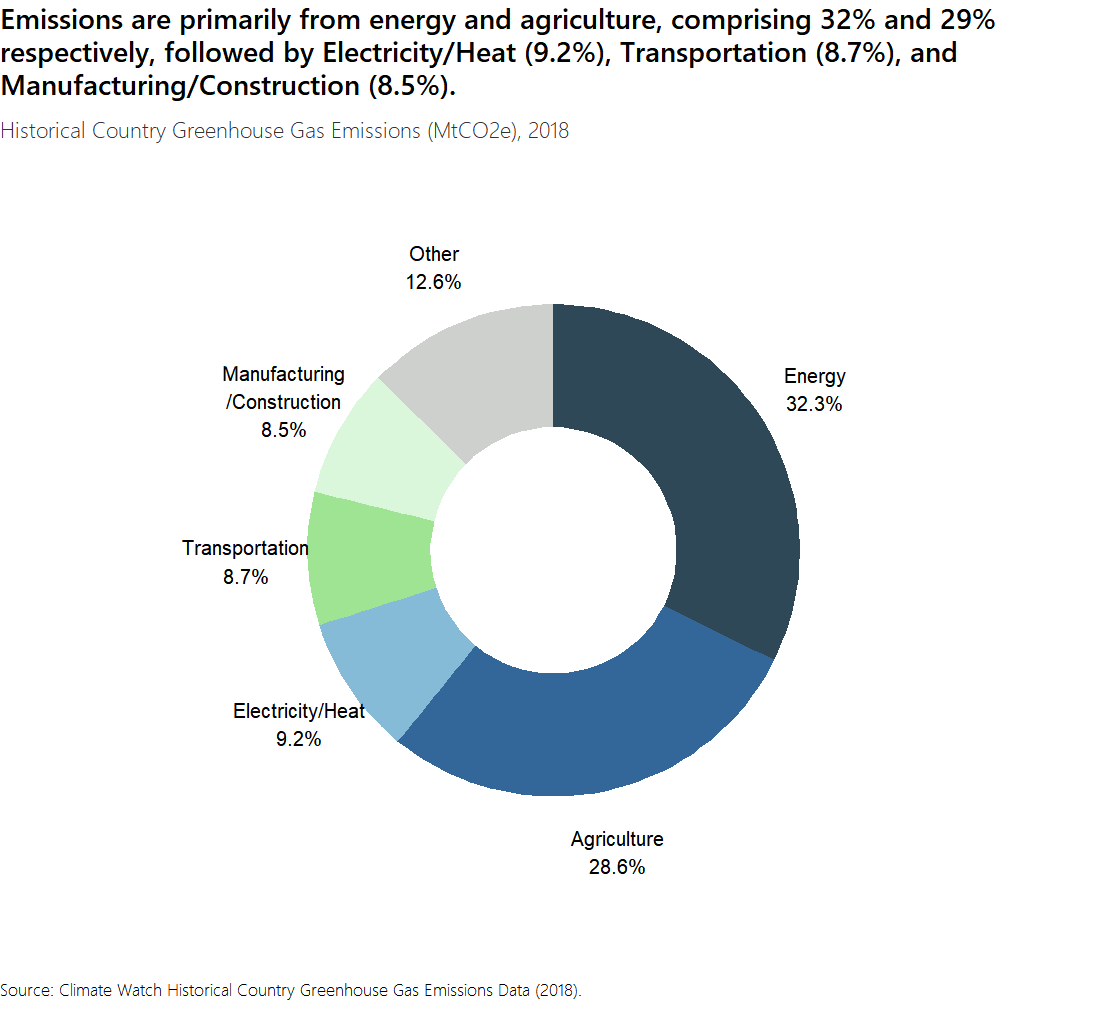 Emissions are primarily from energy and agriculture, comprising 32% and 29%
respectively, followed by Electricity/Heat (9.2%), Transportation (8.7%), and
Manufacturing/Construction (8.5%).
Historical Country Greenhouse Gas Emissions (MtCO2e), 2018
Other
12.6%
Energy
32.3%
Manufacturing
/Construction
8.5%
Transportation
8.7%
Electricity/Heat
9.2%
Agriculture
28.6%
Source: Climate Watch Historical Country Greenhouse Gas Emissions Data (2018).